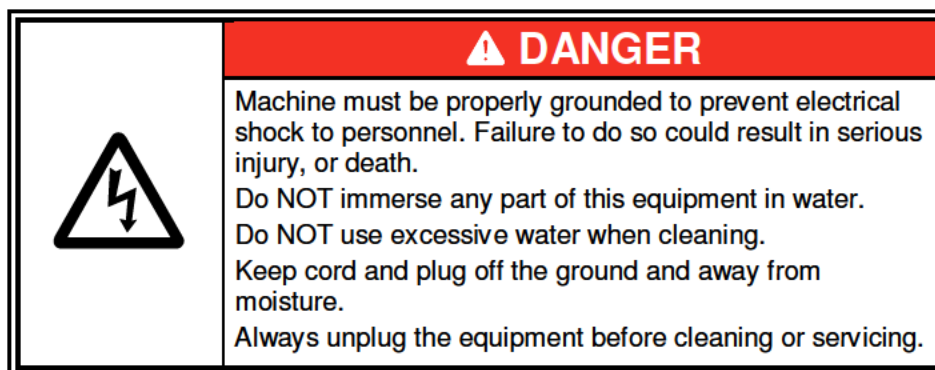 DANGER
Machine must be properly grounded to prevent electrical
shock to personnel. Failure to do so could result in serious
injury, or death.
Do NOT immerse any part of this equipment in water.
Do NOT use excessive water when cleaning.
Keep cord and plug off the ground and away from
moisture.
Always unplug the equipment before cleaning or servicing.